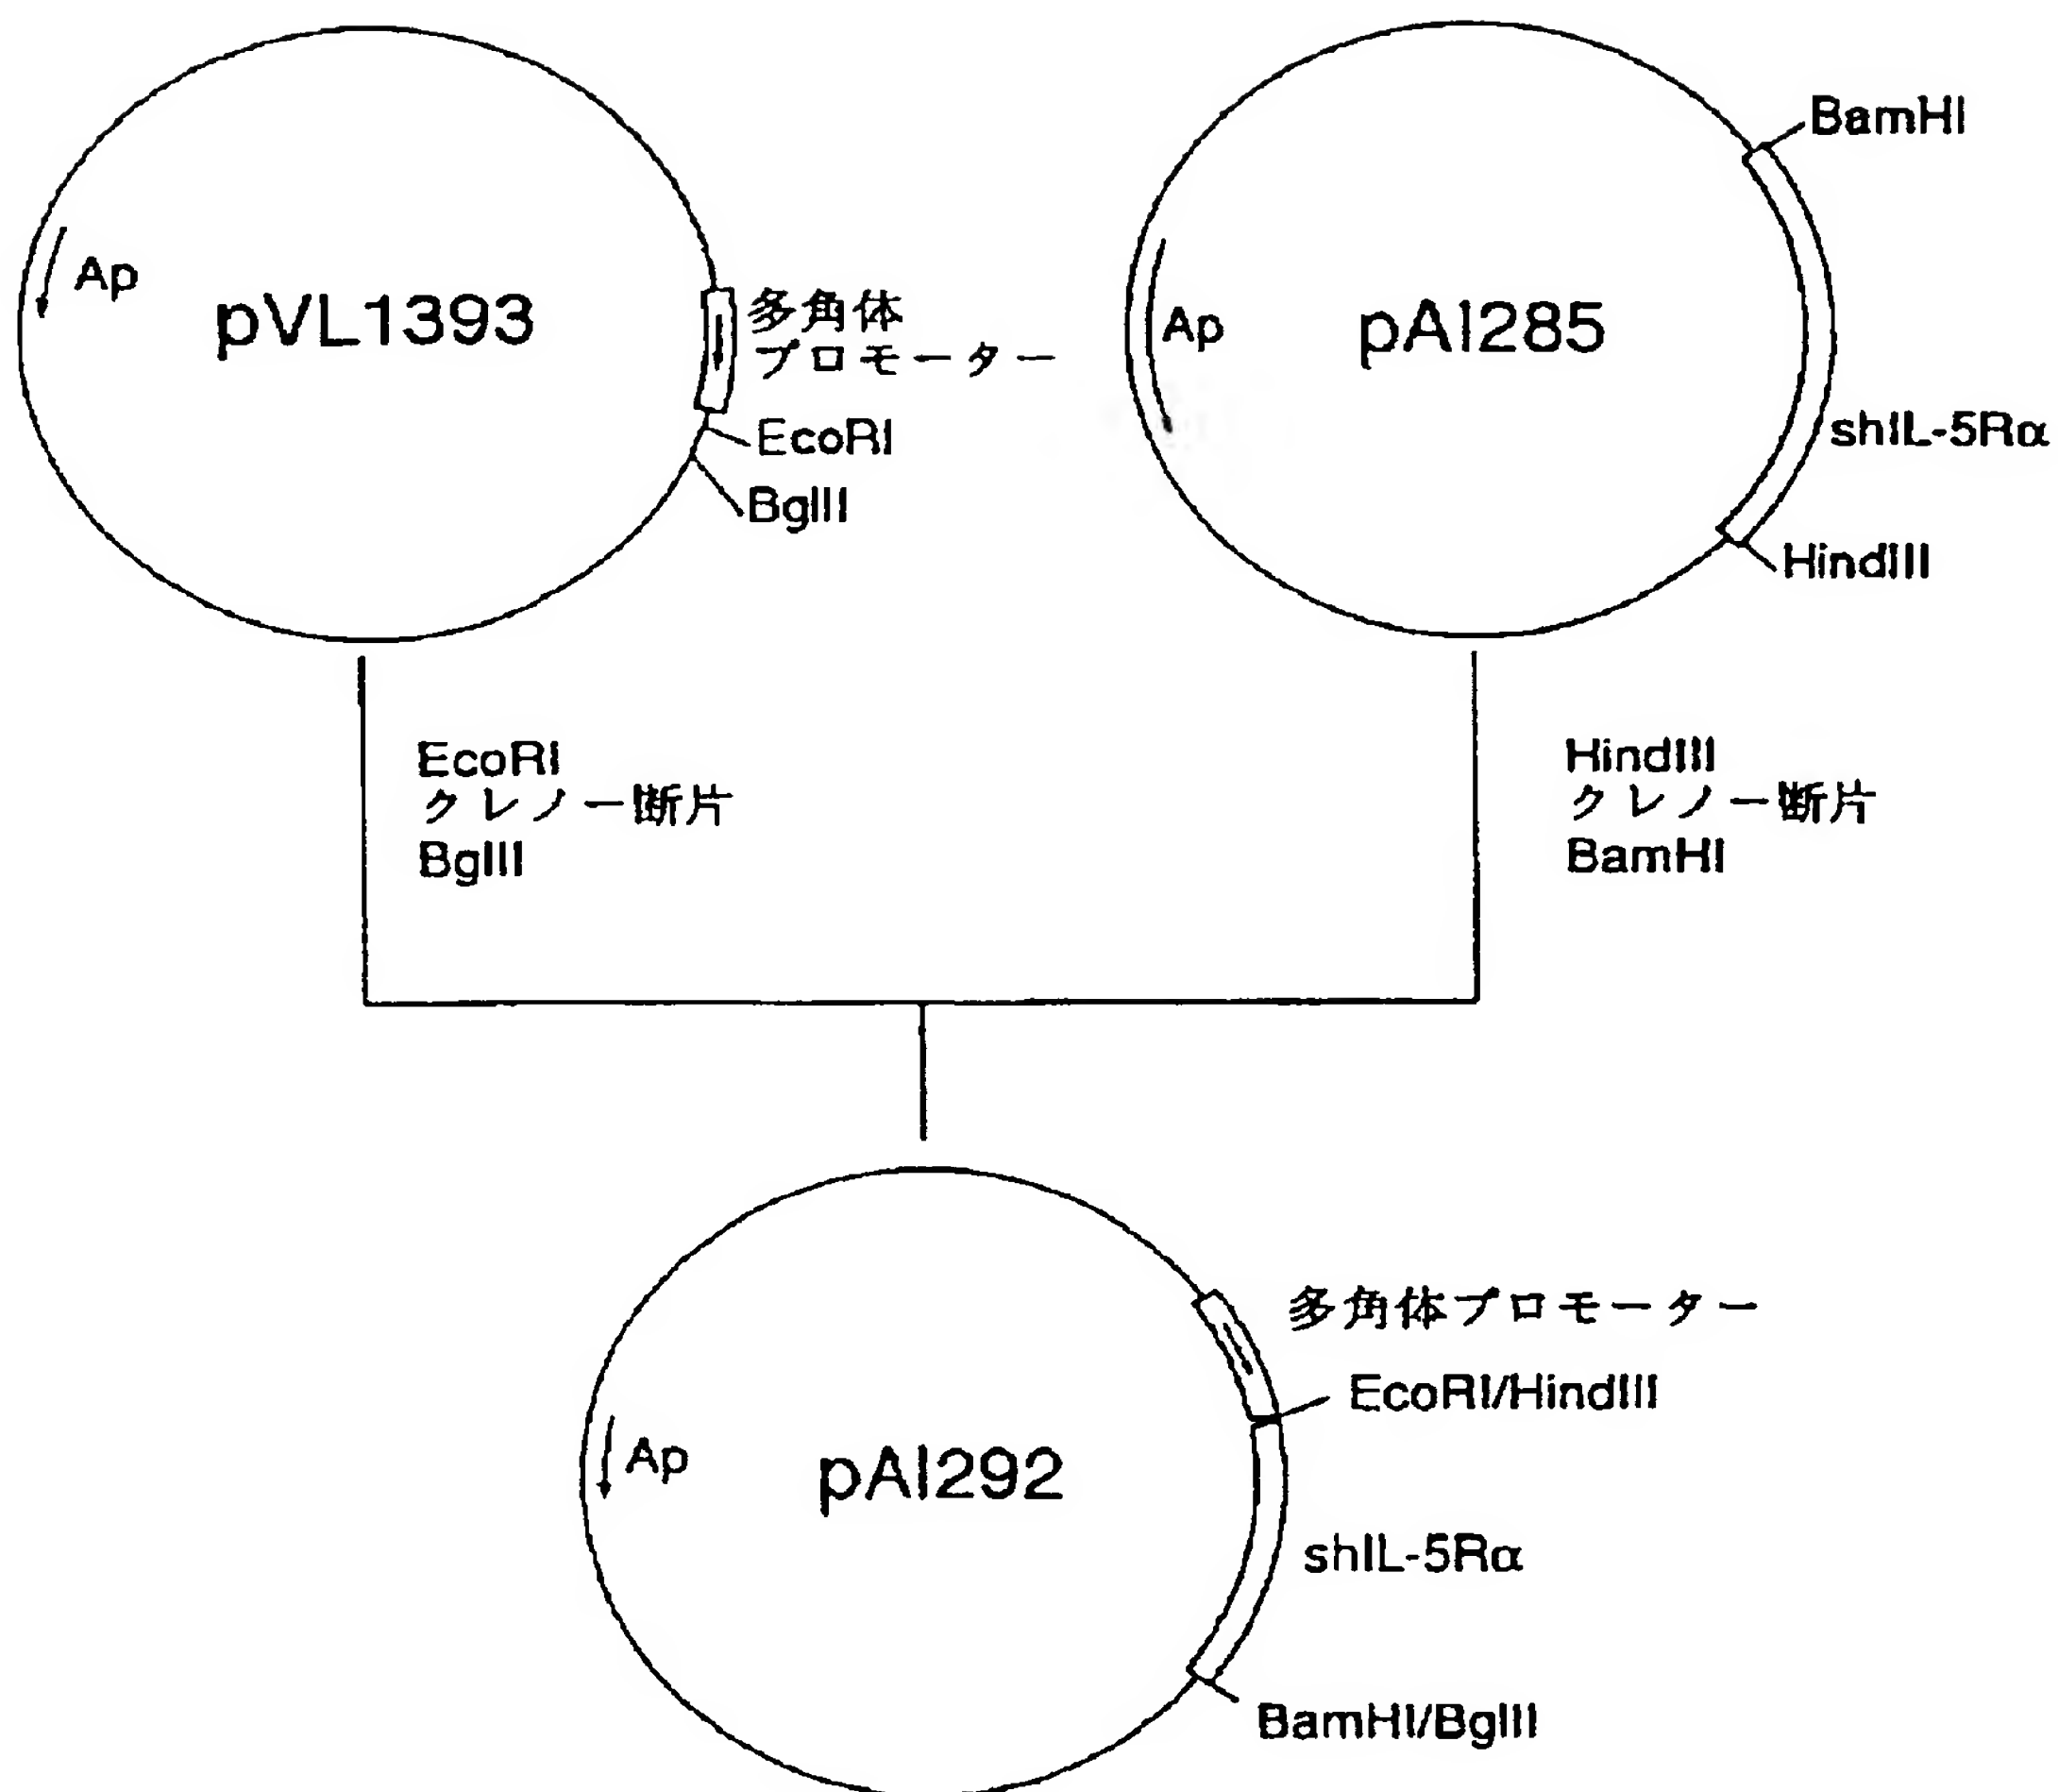 pVL1393
Ap
多角体
プロモーター
EcoRI
BglII
pAI285
Ap
BamHI
shIL-5Rα
HindIII
EcoRI
クレノー断片
BglII
HindIII
クレノー断片
BamHI
pAI292
Ap
多角体プロモーター
EcoRI/HindIII
shIL-5Rα
BamHI/BglII